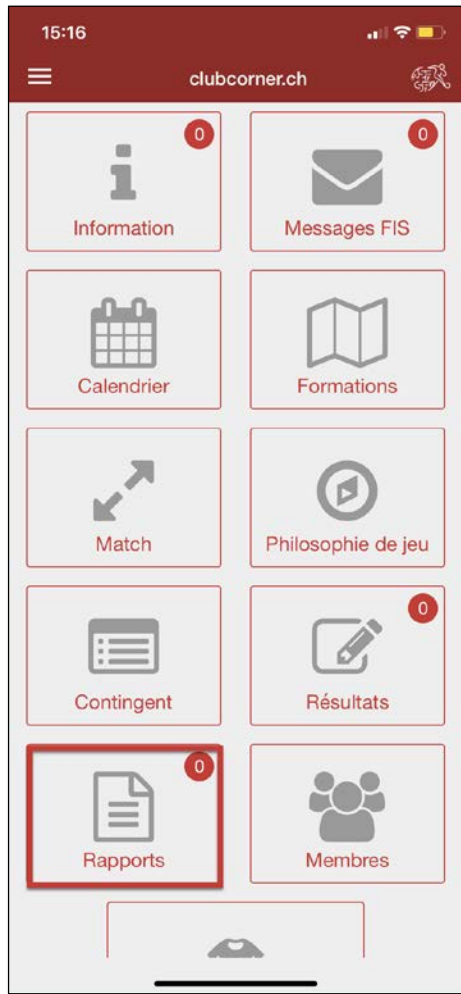 15:16
clubcorner.ch
0
0
Information
Messages FIS
Calendrier
Formations
Match
Philosophie de jeu
0
Contingent
Résultats
0
Rapports
Membres